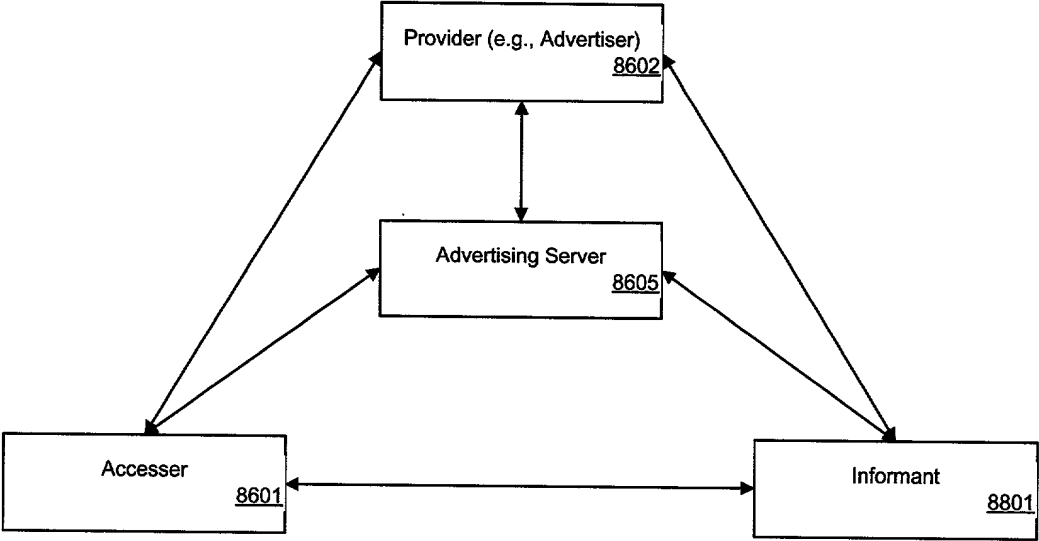 Provider (e.g., Advertiser)
8602
Advertising Server
8605
Accesser
8601
Informant
8801